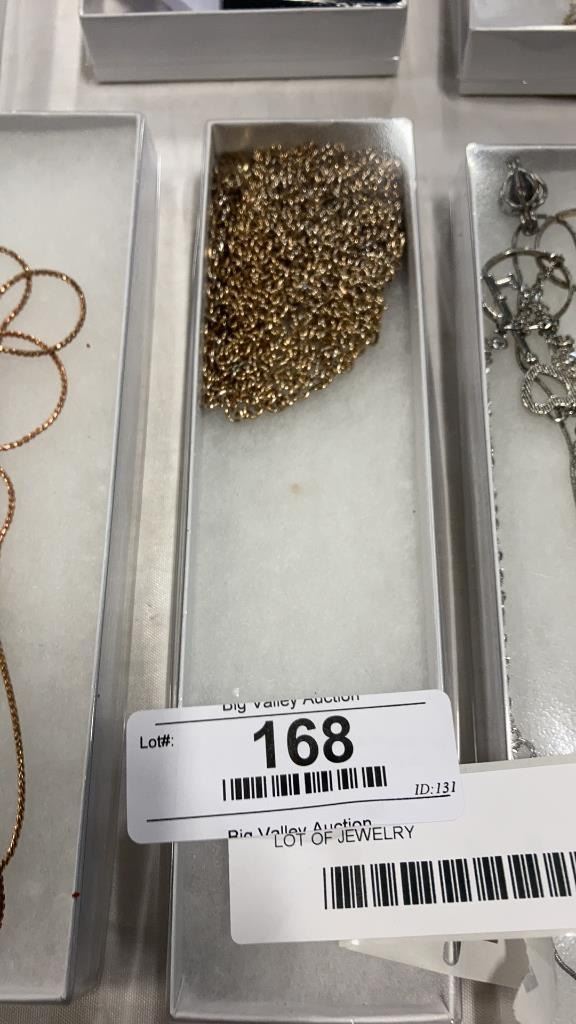 Big Valley Auction
Lot#:
168
ID:131
Big Valley Auction
LOT OF JEWELRY